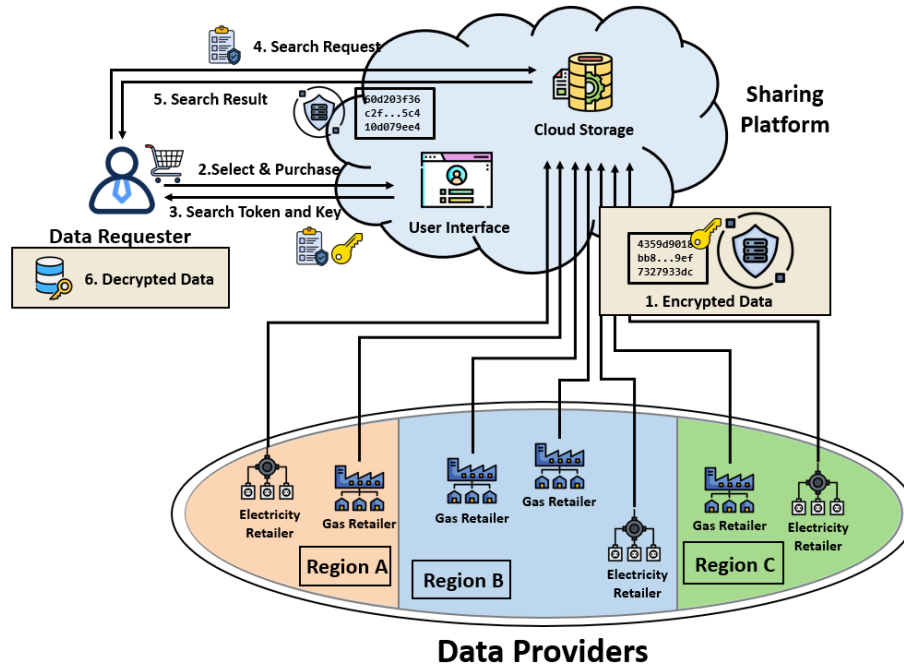 4. Search Request
5. Search Result
60d203f36
c2f...5c4
10d079ee4
Cloud Storage
Sharing
Platform
2.Select & Purchase
3. Search Token and Key
User Interface
Data Requester
6. Decrypted Data
4359d9018
bb8...9ef
7327933dc
1. Encrypted Data
Electricity
Retailer
Gas Retailer
Gas Retailer
Gas Retailer
Electricity
Retailer
Gas Retailer
Electricity
Retailer
Region A
Region B
Region C
Data Providers